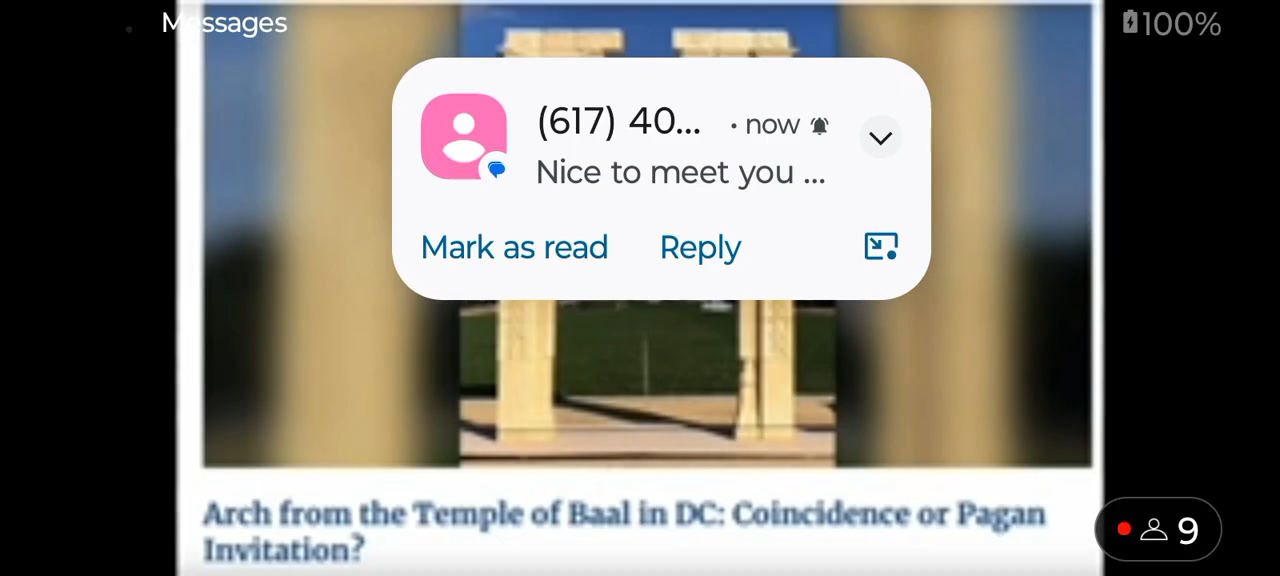 Messages
100%
(617) 40... • now
Nice to meet you ...
Mark as read Reply
Arch from the Temple of Baal in DC: Coincidence or Pagan
Invitation?
9